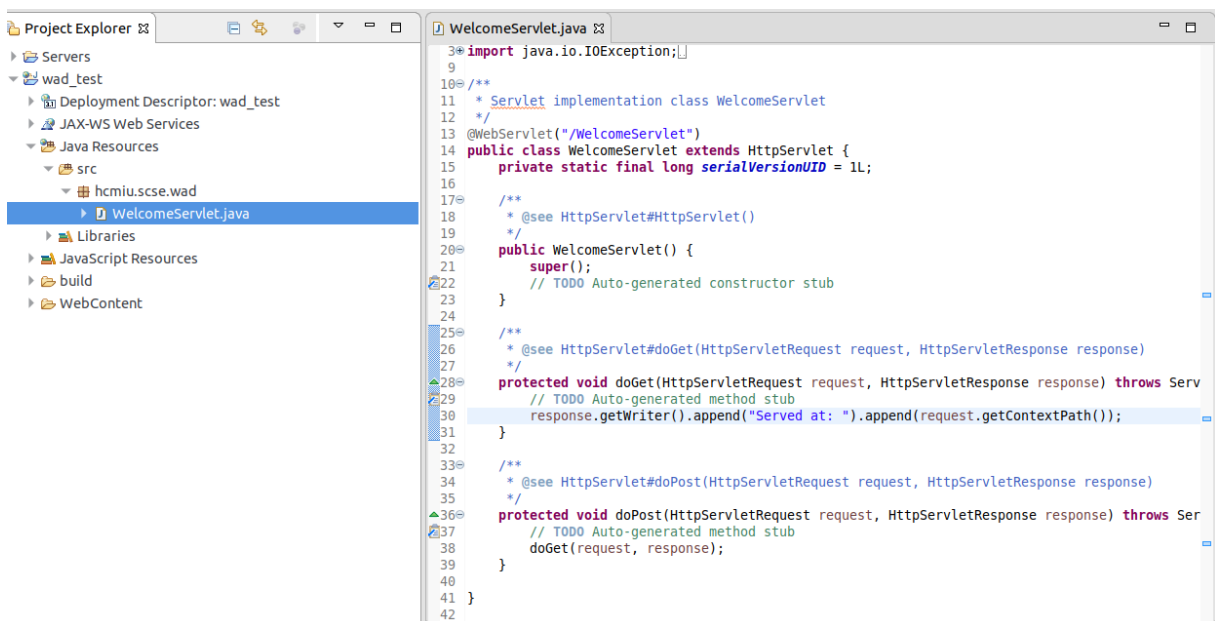 Project Explorer
Servers
wad_test
Deployment Descriptor: wad_test
JAX-WS Web Services
Java Resources
src
hcmiu.scse.wad
WelcomeServlet.java
Libraries
JavaScript Resources
build
WebContent
WelcomeServlet.java
3 import java.io.IOException;
9
10 /**
11  * Servlet implementation class WelcomeServlet
12  */
13 @WebServlet("/WelcomeServlet")
14 public class WelcomeServlet extends HttpServlet {
15     private static final long serialVersionUID = 1L;
16
17     /**
18      * @see HttpServlet#HttpServlet()
19      */
20     public WelcomeServlet() {
21         super();
22         // TODO Auto-generated constructor stub
23     }
24
25     /**
26      * @see HttpServlet#doGet(HttpServletRequest request, HttpServletResponse response)
27      */
28     protected void doGet(HttpServletRequest request, HttpServletResponse response) throws Serv
29         // TODO Auto-generated method stub
30         response.getWriter().append("Served at: ").append(request.getContextPath());
31     }
32
33     /**
34      * @see HttpServlet#doPost(HttpServletRequest request, HttpServletResponse response)
35      */
36     protected void doPost(HttpServletRequest request, HttpServletResponse response) throws Ser
37         // TODO Auto-generated method stub
38         doGet(request, response);
39     }
40
41 }
42